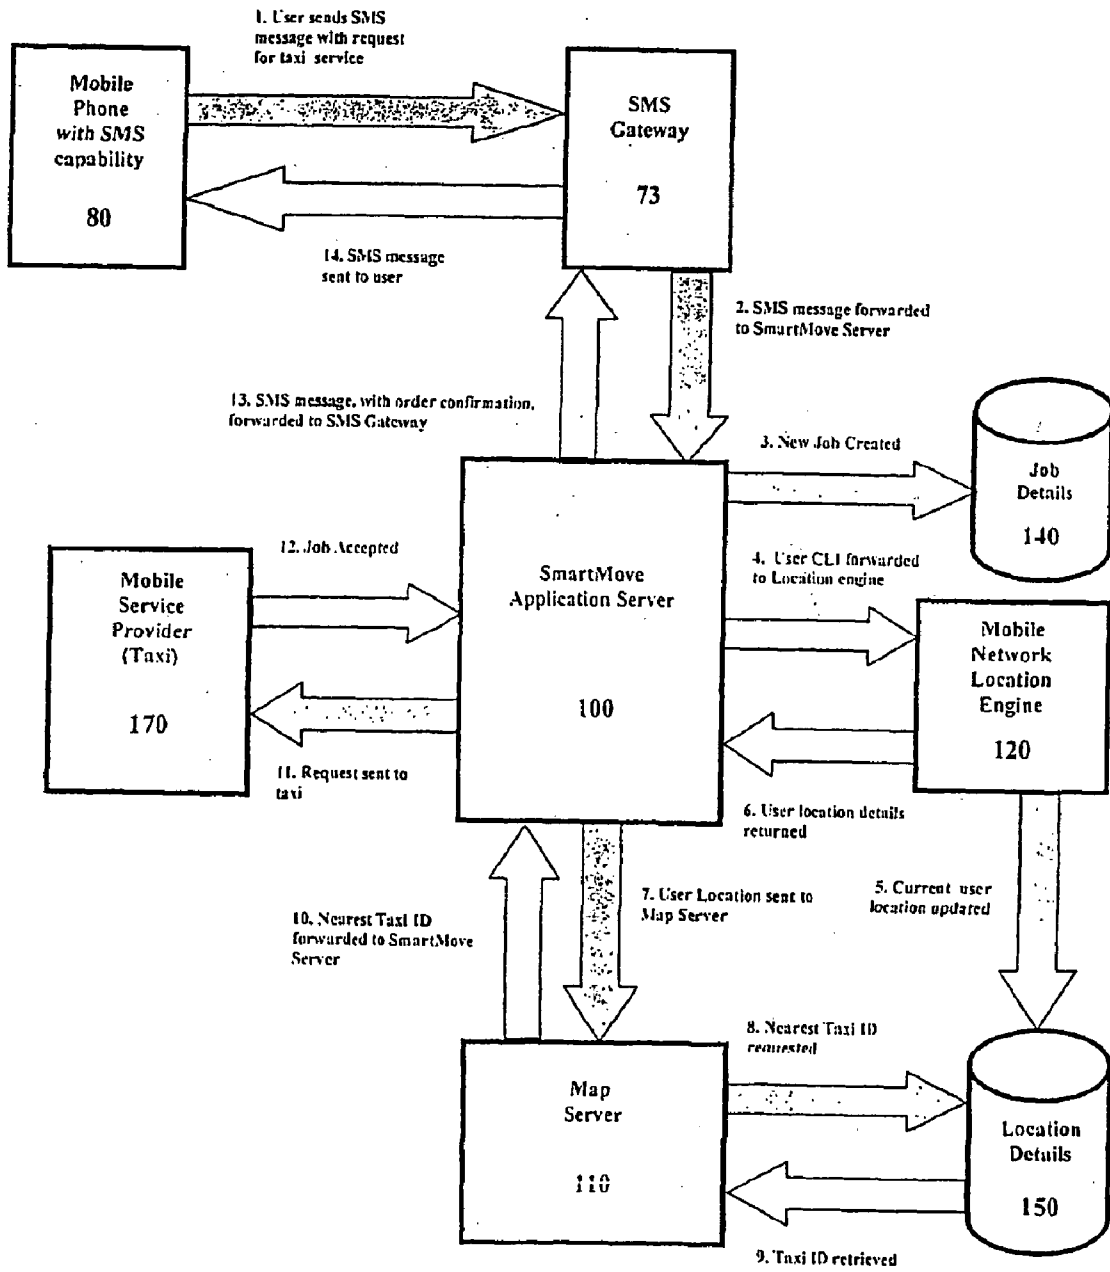 1. User sends SMS
message with request
for taxi service
Mobile
Phone
with SMS
capability
80
SMS
Gateway
73
14. SMS message
sent to user
2. SMS message forwarded
to SmartMove Server
13. SMS message, with order confirmation,
forwarded to SMS Gateway
3. New Job Created
Job
Details
140
12. Job Accepted
4. User CLI forwarded
to Location engine
Mobile
Service
Provider
(Taxi)
170
SmartMove
Application Server
100
Mobile
Network
Location
Engine
120
11. Request sent to
taxi
6. User location details
returned
5. Current user
location updated
7. User Location sent to
Map Server
10. Nearest Taxi ID
forwarded to SmartMove
Server
8. Nearest Taxi ID
requested
Map
Server
110
Location
Details
150
9. Taxi ID retrieved